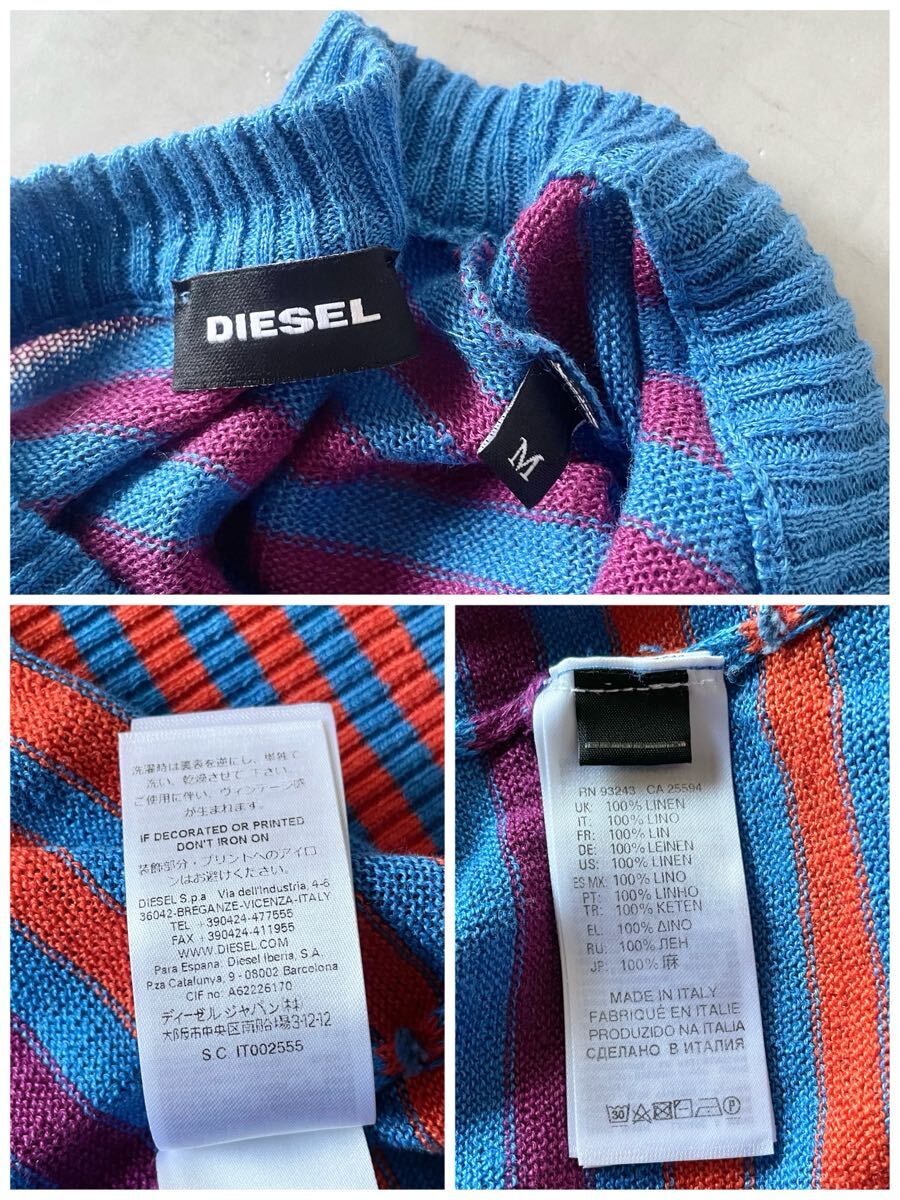 DIESEL
M
洗濯時は裏表を逆にし、単独で
洗い、乾燥させて下さい。
ご使用に伴い、ヴィンテージ感
が生まれます。
IF DECORATED OR PRINTED
DON'T IRON ON
装飾部分・プリントへのアイロ
ンはお避けください。
DIESEL S.p.a Via dell'Industria, 4-6
36042-BREGANZE-VICENZA-ITALY
TEL +390424-477555
FAX +390424-411955
WWW.DIESEL.COM
Para Espana: Diesel Iberia, S.A.
P.za Catalunya, 9 - 08002 Barcelona
CIF no: A62226170
ディーゼル ジャパン ㈱
大阪市中央区南船場3-12-12
S.C. IT002555
RN 93243 CA 25594
UK: 100% LINEN
IT: 100% LINO
FR: 100% LIN
DE: 100% LEINEN
US: 100% LINEN
ES MX: 100% LINO
PT: 100% LINHO
TR: 100% KETEN
EL: 100% ΛΙΝΟ
RU: 100% ЛЕН
JP: 100% 麻
MADE IN ITALY
FABRIQUÉ EN ITALIE
PRODUZIDO NA ITALIA
СДЕЛАНО В ИТАЛИЯ
30 P